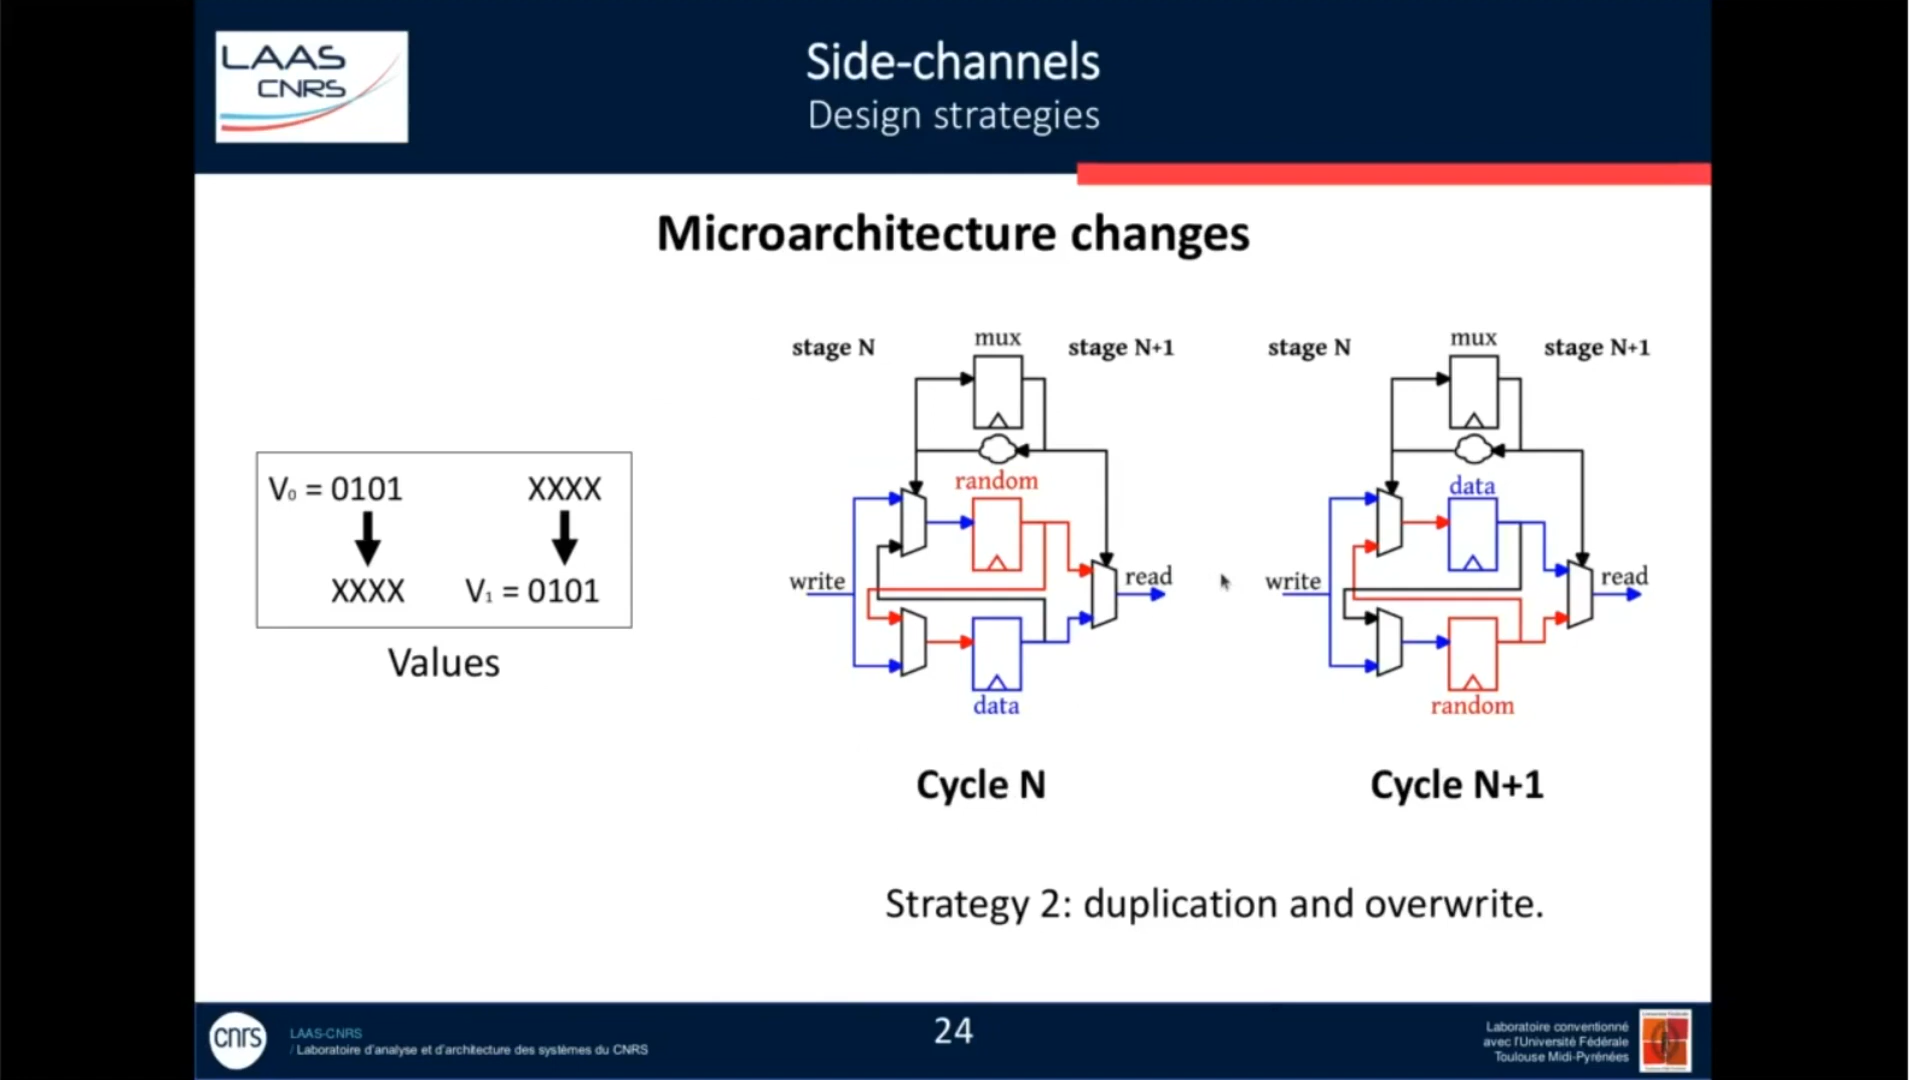 LAAS
CNRS
Side-channels
Design strategies
Microarchitecture changes
stage N
mux
stage N+1
stage N
mux
stage N+1
V₀ = 0101
XXXX
XXXX
V₁ = 0101
Values
random
write
read
data
data
write
read
random
Cycle N
Cycle N+1
Strategy 2: duplication and overwrite.
cnrs
LAAS-CNRS
/ Laboratoire d'analyse et d'architecture des systèmes du CNRS
24
Laboratoire conventionné
avec l'Université Fédérale
Toulouse Midi-Pyrénées